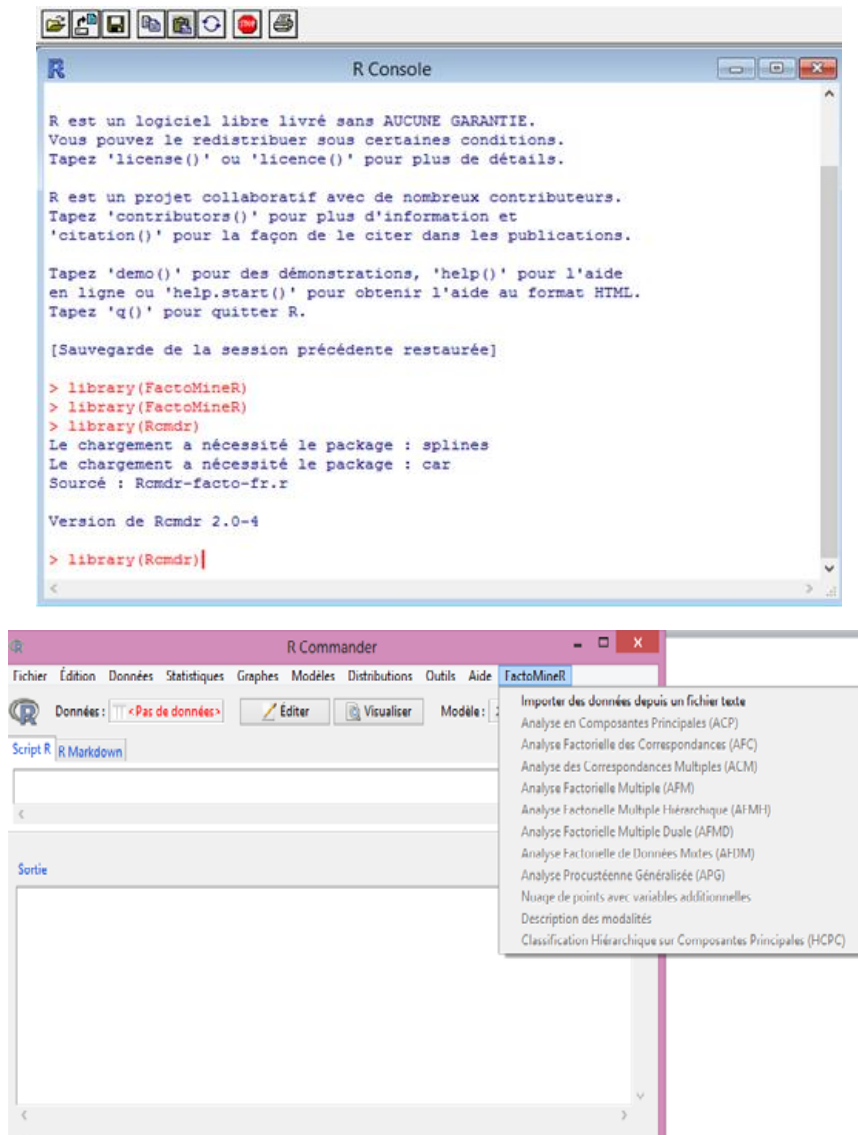 R Console
R est un logiciel libre livré sans AUCUNE GARANTIE.
Vous pouvez le redistribuer sous certaines conditions.
Tapez 'license()' ou 'licence()' pour plus de détails.
R est un projet collaboratif avec de nombreux contributeurs.
Tapez 'contributors()' pour plus d'information et
'citation()' pour la façon de le citer dans les publications.
Tapez 'demo()' pour des démonstrations, 'help()' pour l'aide
en ligne ou 'help.start()' pour obtenir l'aide au format HTML.
Tapez 'q()' pour quitter R.
[Sauvegarde de la session précédente restaurée]
> library(FactoMineR)
> library(FactoMineR)
> library(Rcmdr)
Le chargement a nécessité le package : splines
Le chargement a nécessité le package : car
Sourcé : Rcmdr-facto-fr.r
Version de Rcmdr 2.0-4
> library(Rcmdr)
R Commander
Fichier Édition Données Statistiques Graphes Modèles Distributions Outils Aide FactoMineR
Données : <Pas de données> Éditer Visualiser Modèle :
Script R R Markdown
Sortie
Importer des données depuis un fichier texte
Analyse en Composantes Principales (ACP)
Analyse Factorielle des Correspondances (AFC)
Analyse des Correspondances Multiples (ACM)
Analyse Factorielle Multiple (AFM)
Analyse Factorielle Multiple Hiérarchique (AFMH)
Analyse Factorielle Multiple Duale (AFMD)
Analyse Factorielle de Données Mixtes (AFDM)
Analyse Procustéenne Généralisée (APG)
Nuage de points avec variables additionnelles
Description des modalités
Classification Hiérarchique sur Composantes Principales (HCPC)